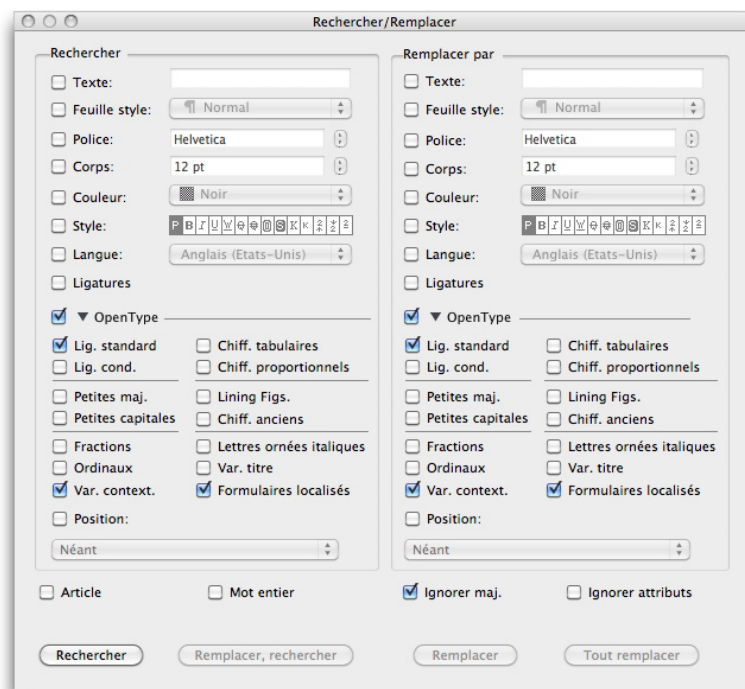 Rechercher/Remplacer
Rechercher
Texte:
Feuille style: ¶ Normal
Police: Helvetica
Corps: 12 pt
Couleur: Noir
Style: P B I U W
Langue: Anglais (Etats-Unis)
Ligatures
OpenType
Lig. standard Chiff. tabulaires
Lig. cond. Chiff. proportionnels
Petites maj. Lining Figs.
Petites capitales Chiff. anciens
Fractions Lettres ornées italiques
Ordinaux Var. titre
Var. context. Formulaires localisés
Position:
Néant
Remplacer par
Texte:
Feuille style: ¶ Normal
Police: Helvetica
Corps: 12 pt
Couleur: Noir
Style: P B I U W
Langue: Anglais (Etats-Unis)
Ligatures
OpenType
Lig. standard Chiff. tabulaires
Lig. cond. Chiff. proportionnels
Petites maj. Lining Figs.
Petites capitales Chiff. anciens
Fractions Lettres ornées italiques
Ordinaux Var. titre
Var. context. Formulaires localisés
Position:
Néant
Article Mot entier Ignorer maj. Ignorer attributs
Rechercher Remplacer, rechercher Remplacer Tout remplacer